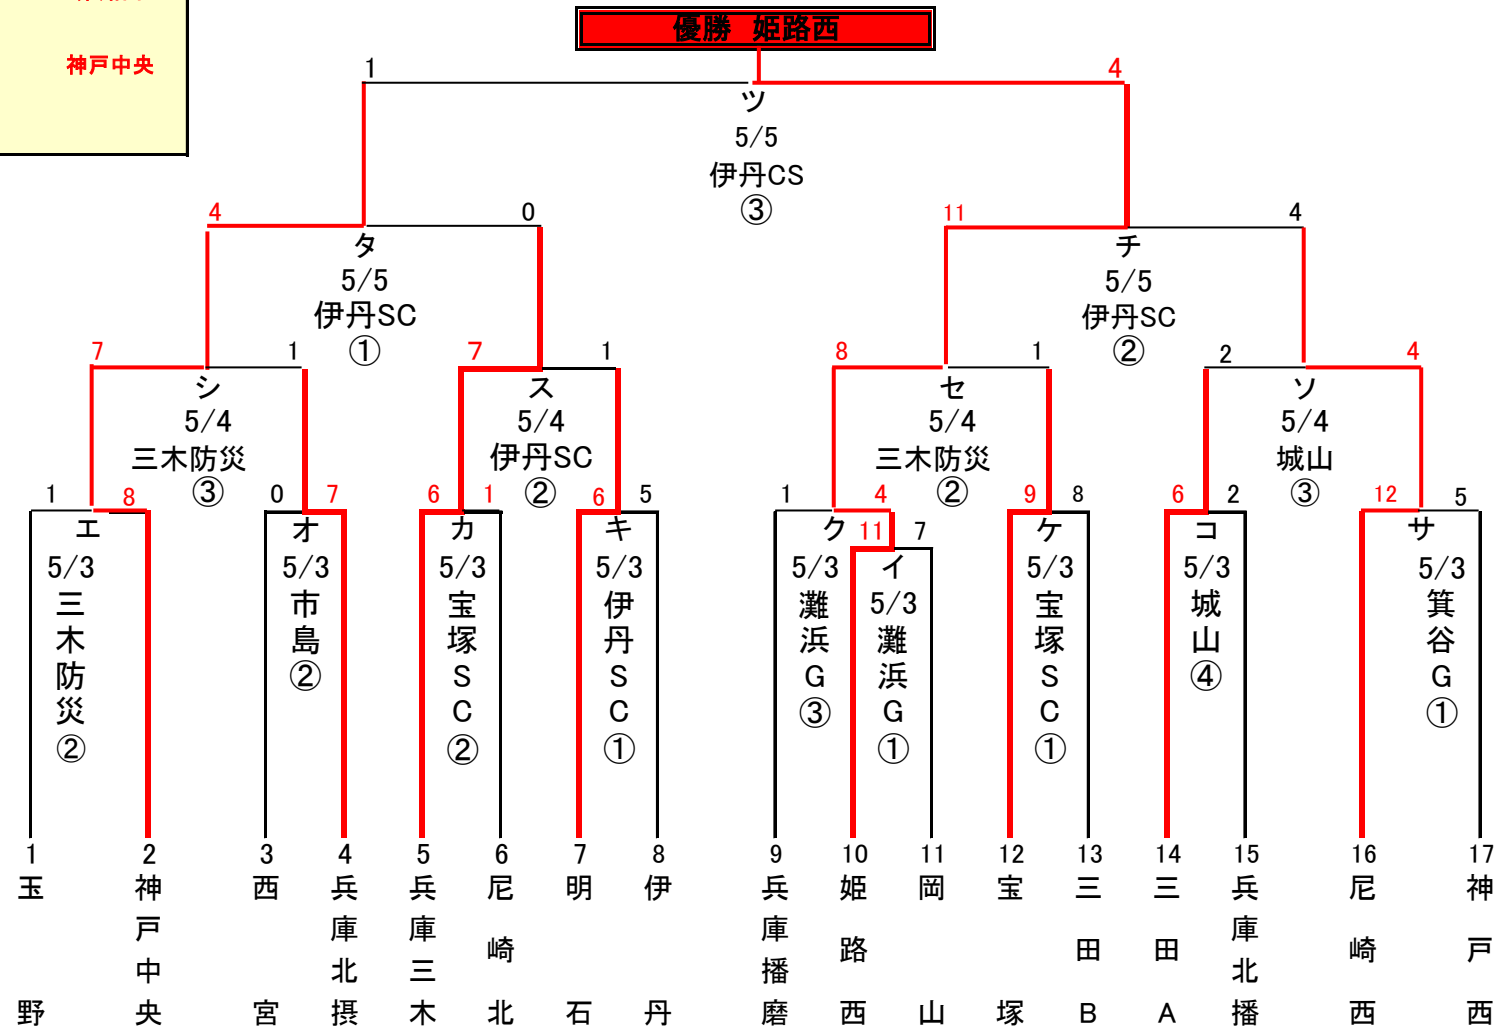 優勝 姫路西
神戸中央
1 4
ツ
5/5
伊丹CS
③
4 0 11 4
タ チ
5/5 5/5
伊丹SC 伊丹SC
① ②
7 1 7 1 8 1 2 4
シ ス セ ソ
5/4 5/4 5/4 5/4
三木防災 伊丹SC 三木防災 城山
③ ② ② ③
1 8 0 7 6 1 6 5 1 4 9 8 6 2 12 5
エ オ カ キ ク ケ コ サ
11 7
イ
5/3 5/3 5/3 5/3 5/3 5/3 5/3 5/3
5/3
三木防災②
市島②
宝塚SC②
伊丹SC①
灘浜G③
灘浜G①
宝塚SC①
城山④
箕谷G①
1 2 3 4 5 6 7 8 9 10 11 12 13 14 15 16 17
玉野
神戸中央
西宮
兵庫北摂
兵庫三木
尼崎北
明石
伊丹
兵庫播磨
姫路西
岡山
宝塚
三田B
三田A
兵庫北播
尼崎西
神戸西